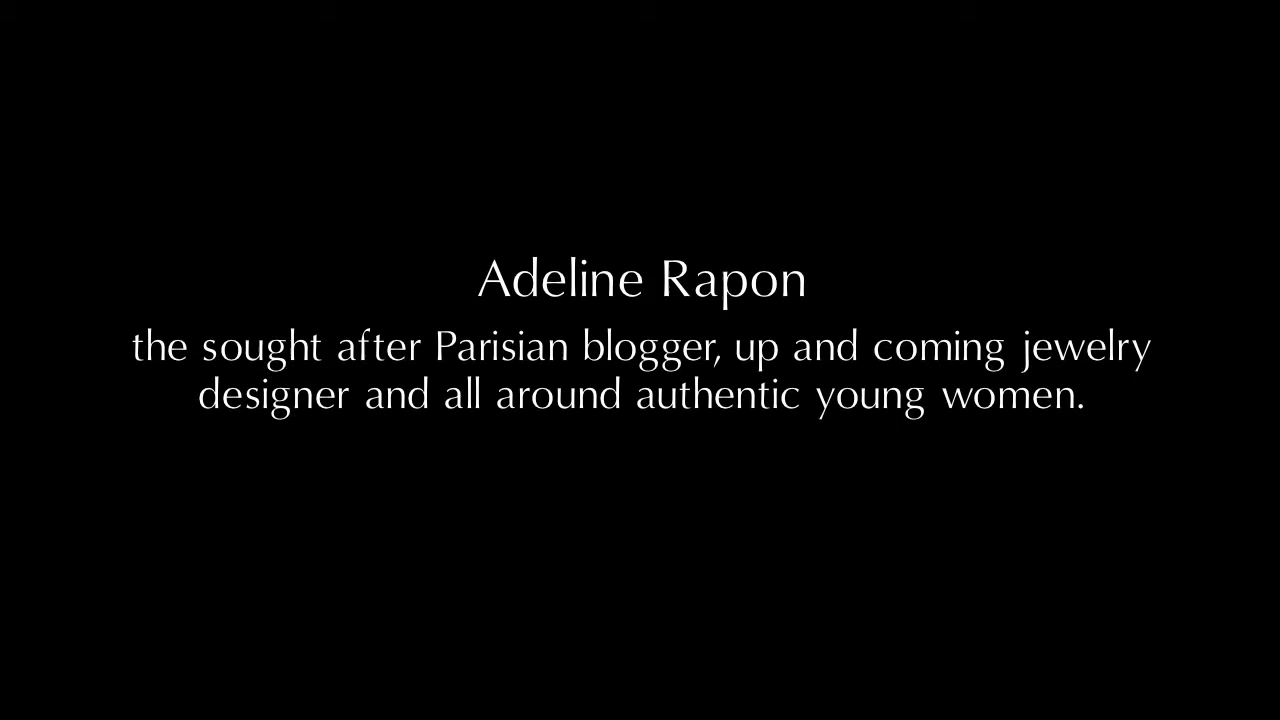 Adeline Rapon
the sought after Parisian blogger, up and coming jewelry
designer and all around authentic young women.